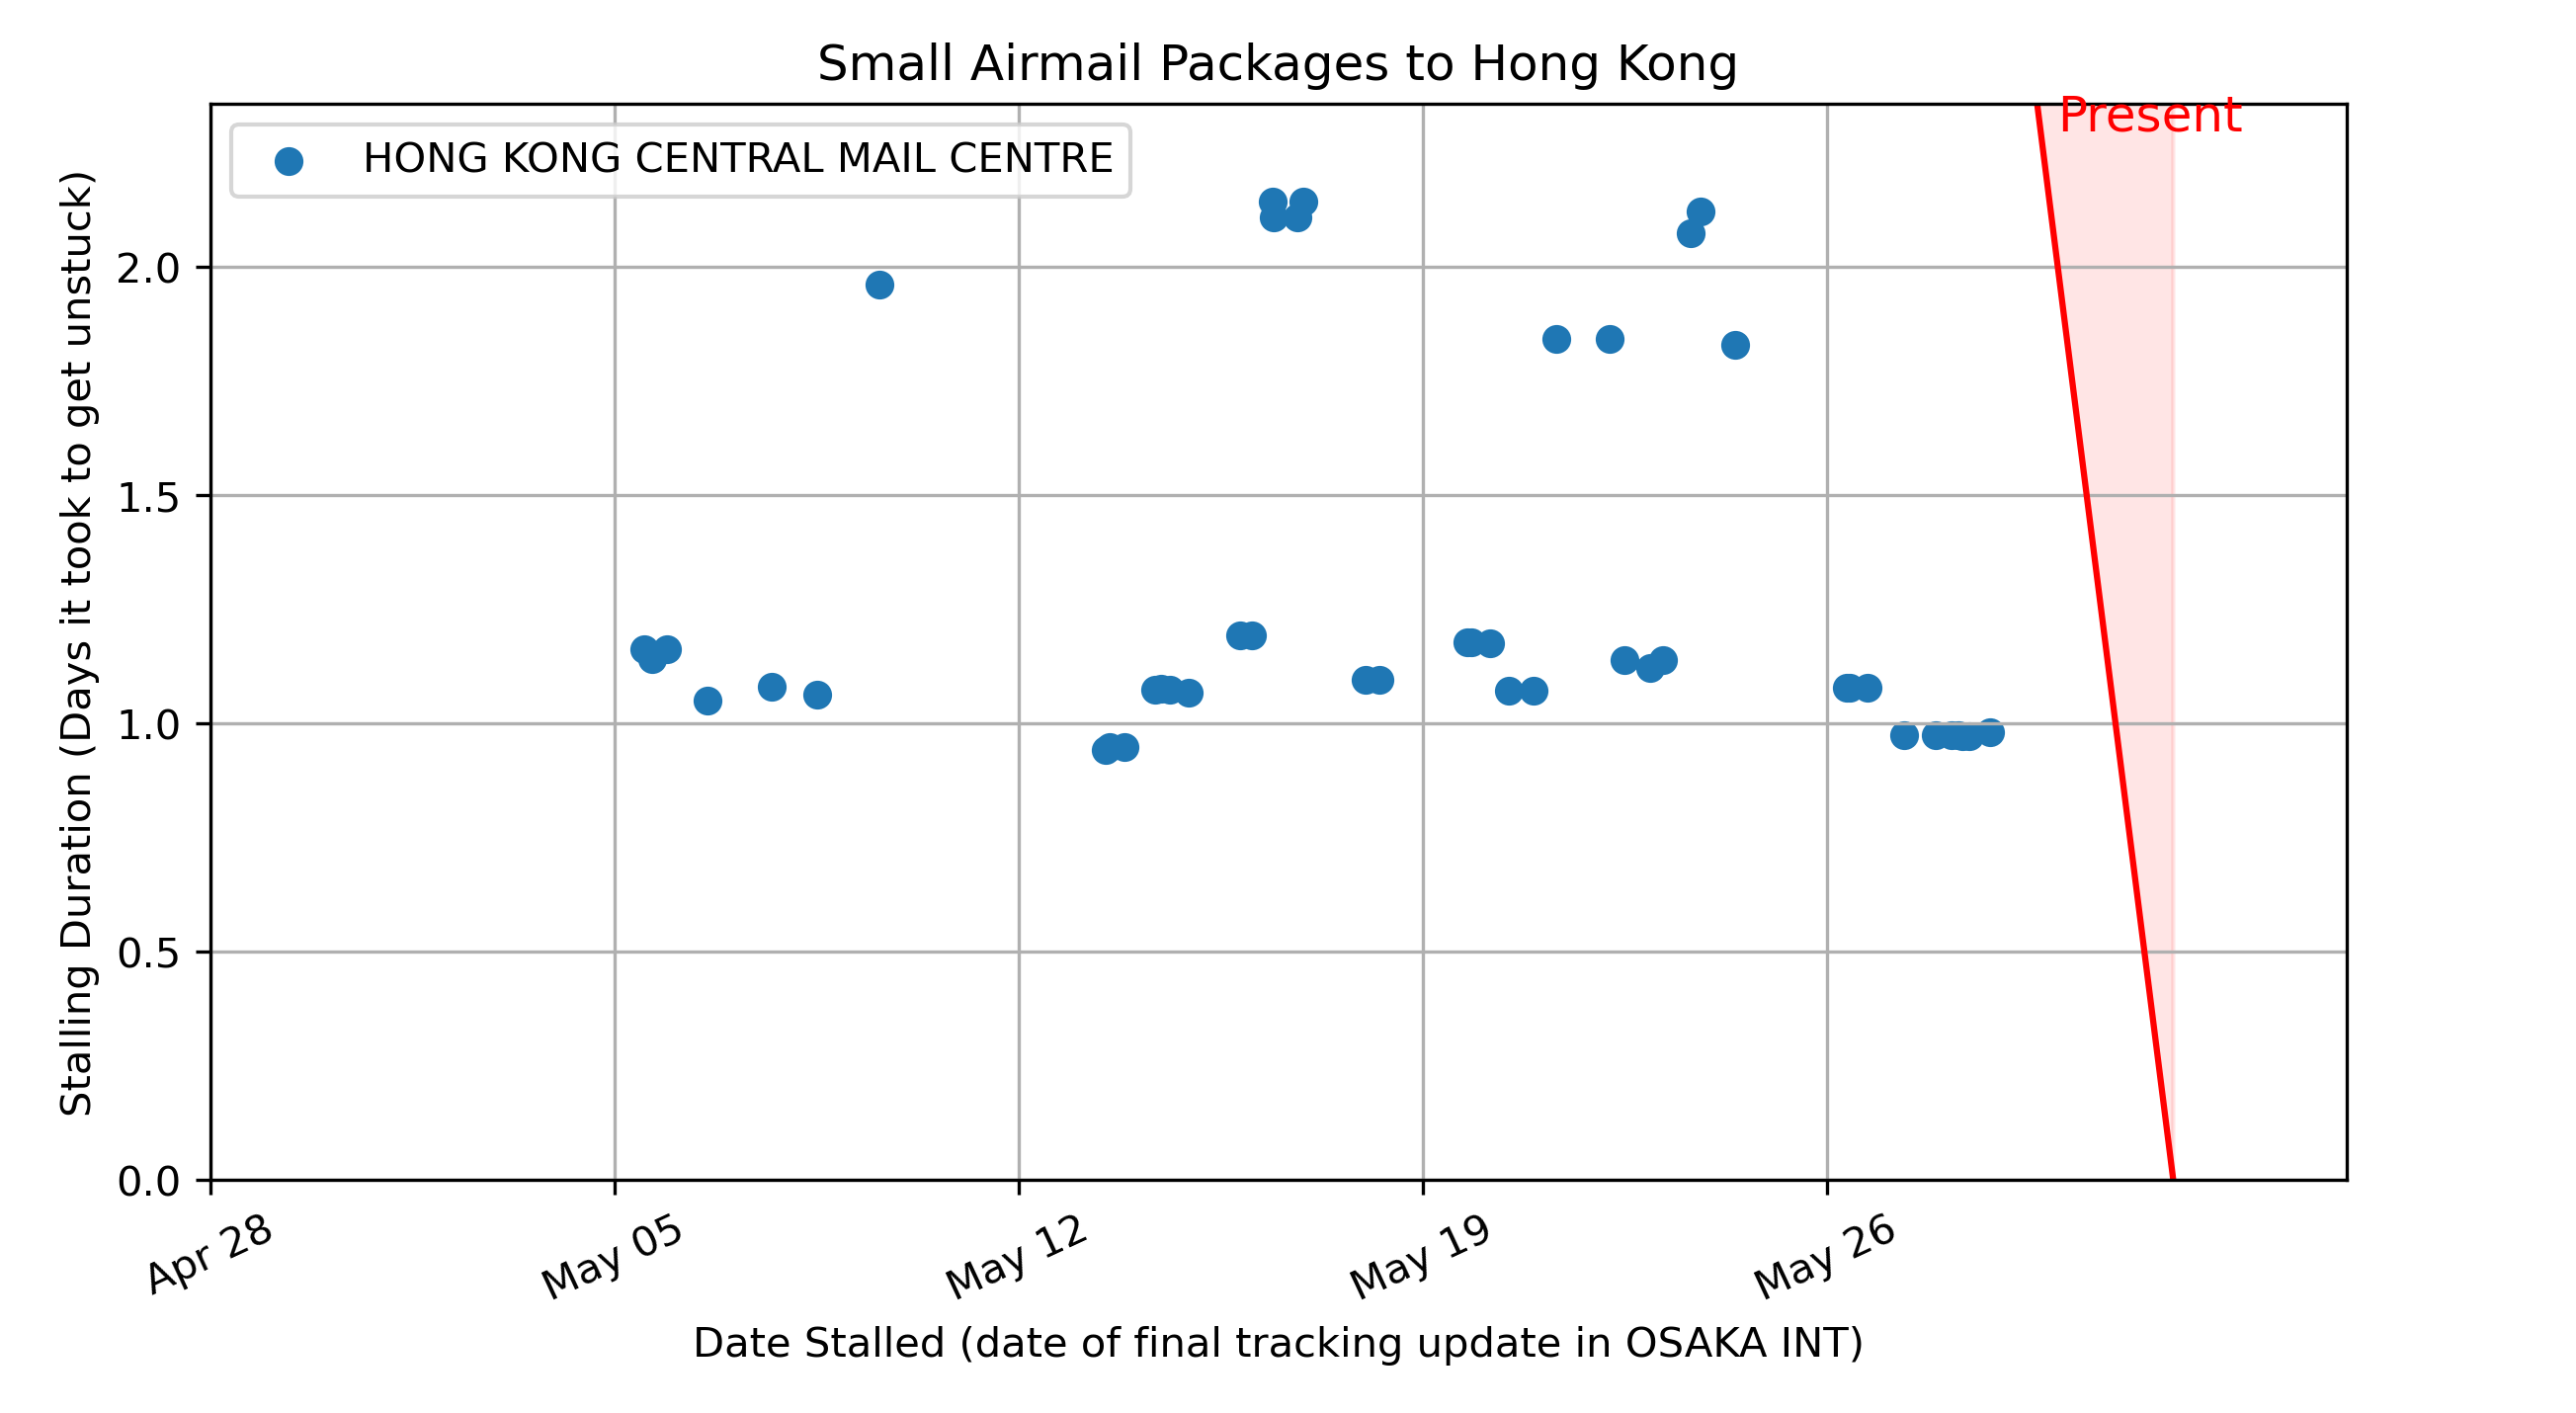 Small Airmail Packages to Hong Kong
Present
HONG KONG CENTRAL MAIL CENTRE
Stalling Duration (Days it took to get unstuck)
2.0
1.5
1.0
0.5
0.0
Apr 28
May 05
May 12
May 19
May 26
Date Stalled (date of final tracking update in OSAKA INT)